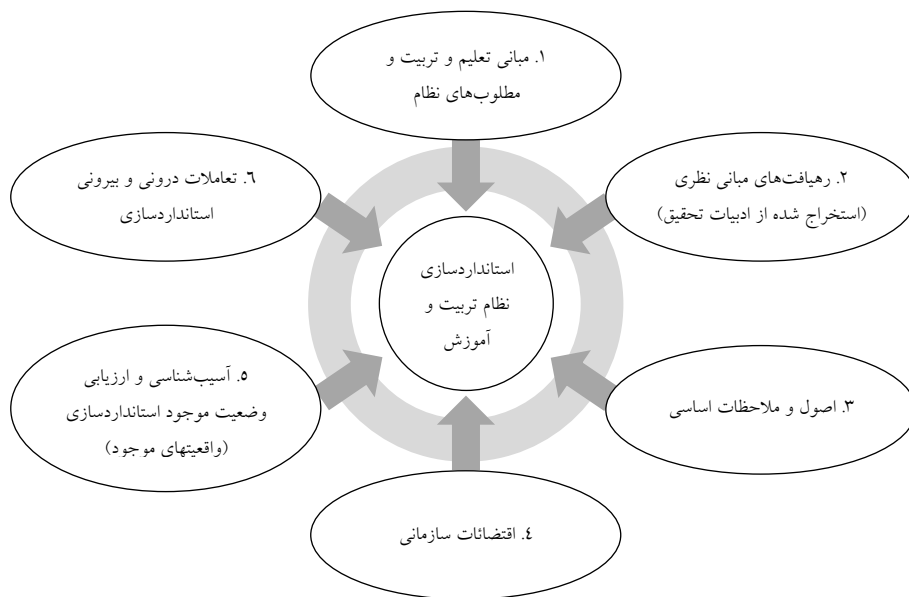 ۱. مبانی تعلیم و تربیت و
مطلوب‌های نظام
۲. رهیافت‌های مبانی نظری
(استخراج شده از ادبیات تحقیق)
۳. اصول و ملاحظات اساسی
۴. اقتضائات سازمانی
۵. آسیب‌شناسی و ارزیابی
وضعیت موجود استانداردسازی
(واقعیتهای موجود)
۶. تعاملات درونی و بیرونی
استانداردسازی
استانداردسازی
نظام تربیت و
آموزش